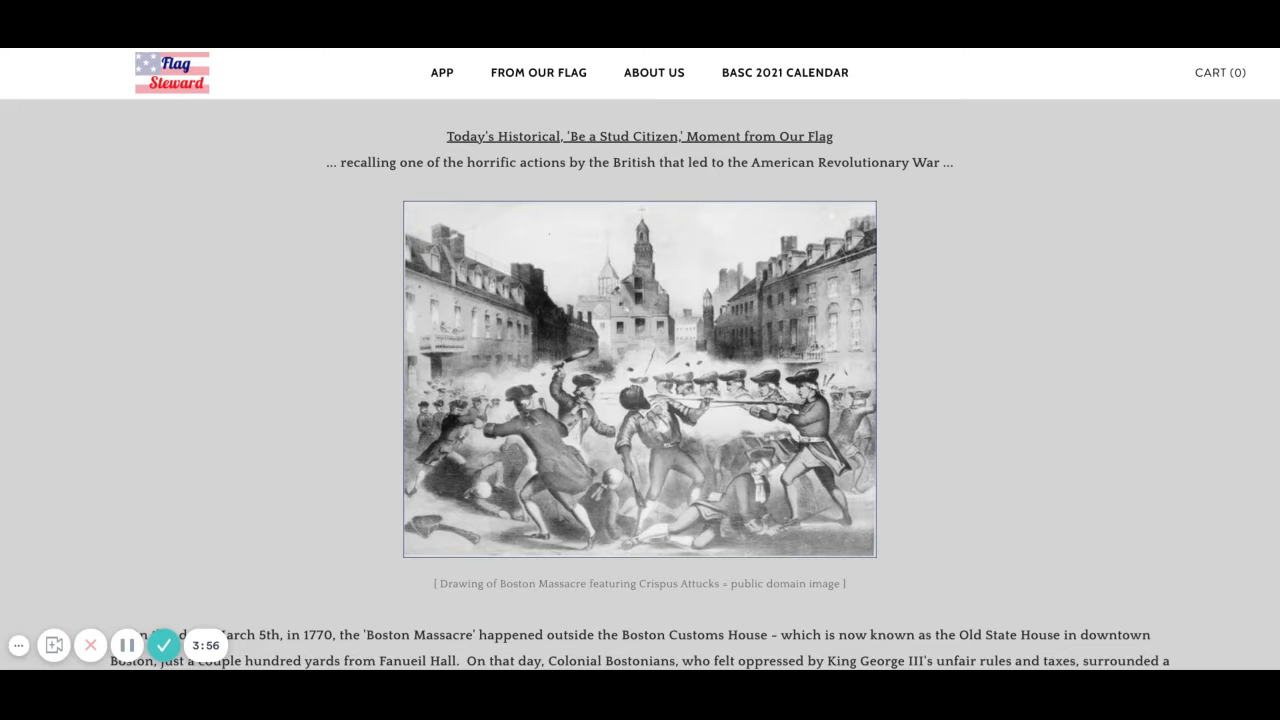 Flag
Steward
APP
FROM OUR FLAG
ABOUT US
BASC 2021 CALENDAR
CART (0)
Today's Historical, 'Be a Stud Citizen,' Moment from Our Flag
... recalling one of the horrific actions by the British that led to the American Revolutionary War ...
[ Drawing of Boston Massacre featuring Crispus Attucks = public domain image ]
March 5th, in 1770, the 'Boston Massacre' happened outside the Boston Customs House - which is now known as the Old State House in downtown
Boston, just a couple hundred yards from Fanueil Hall. On that day, Colonial Bostonians, who felt oppressed by King George III's unfair rules and taxes, surrounded a
3:56